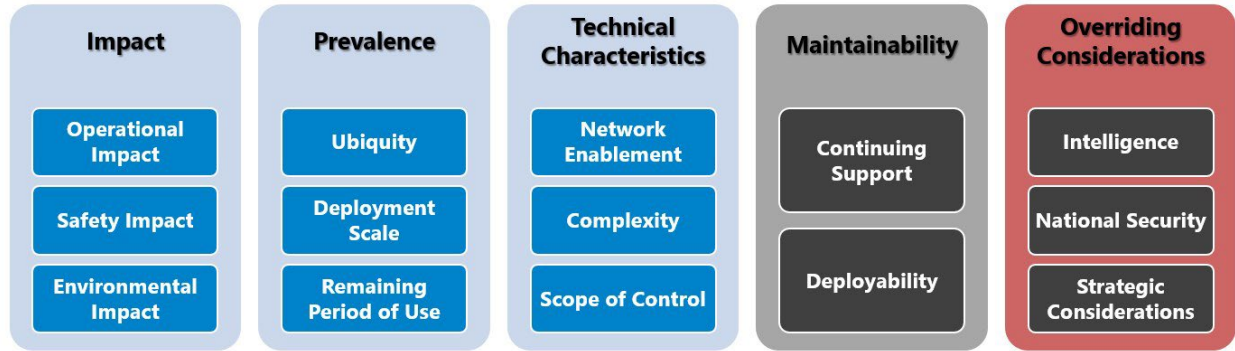 Impact
Operational
Impact
Safety Impact
Environmental
Impact
Prevalence
Ubiquity
Deployment
Scale
Remaining
Period of Use
Technical
Characteristics
Network
Enablement
Complexity
Scope of Control
Maintainability
Continuing
Support
Deployability
Overriding
Considerations
Intelligence
National Security
Strategic
Considerations